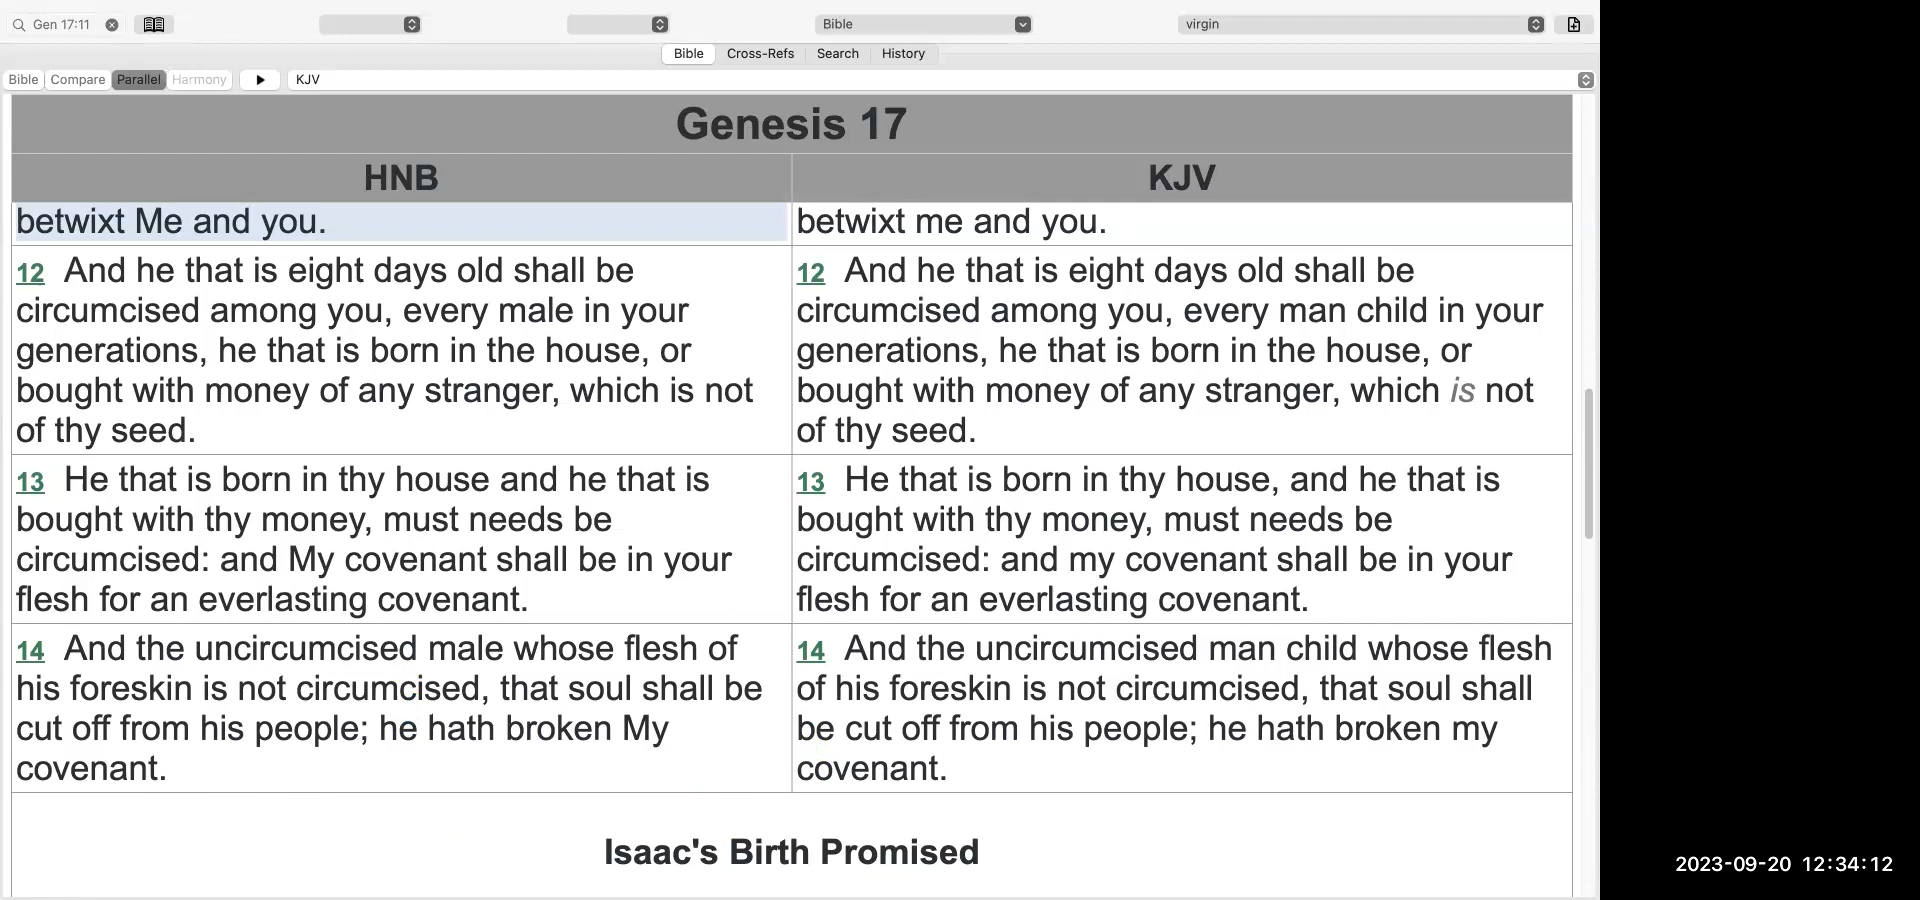 Gen 17:11
Bible
virgin
Bible Cross-Refs Search History
Bible Compare Parallel Harmony KJV
Genesis 17
HNB
betwixt Me and you.
12 And he that is eight days old shall be
circumcised among you, every male in your
generations, he that is born in the house, or
bought with money of any stranger, which is not
of thy seed.
13 He that is born in thy house and he that is
bought with thy money, must needs be
circumcised: and My covenant shall be in your
flesh for an everlasting covenant.
14 And the uncircumcised male whose flesh of
his foreskin is not circumcised, that soul shall be
cut off from his people; he hath broken My
covenant.
KJV
betwixt me and you.
12 And he that is eight days old shall be
circumcised among you, every man child in your
generations, he that is born in the house, or
bought with money of any stranger, which is not
of thy seed.
13 He that is born in thy house, and he that is
bought with thy money, must needs be
circumcised: and my covenant shall be in your
flesh for an everlasting covenant.
14 And the uncircumcised man child whose flesh
of his foreskin is not circumcised, that soul shall
be cut off from his people; he hath broken my
covenant.
Isaac's Birth Promised
2023-09-20 12:34:12